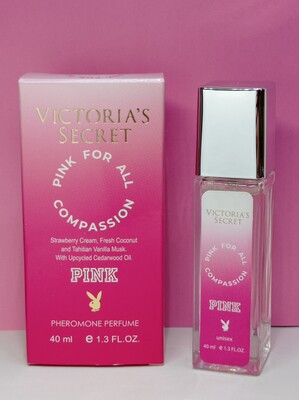 VICTORIA'S
SECRET
PINK FOR ALL
COMPASSION
Strawberry Cream, Fresh Coconut
and Tahitian Vanilla Musk.
With Upcycled Cedarwood Oil.
PINK
PHEROMONE PERFUME
40 ml e 1.3 FL.OZ.
VICTORIA'S
SECRET
PINK FOR ALL
COMPASSION
PINK
unisex
40 ml e 1.3 FL.OZ.